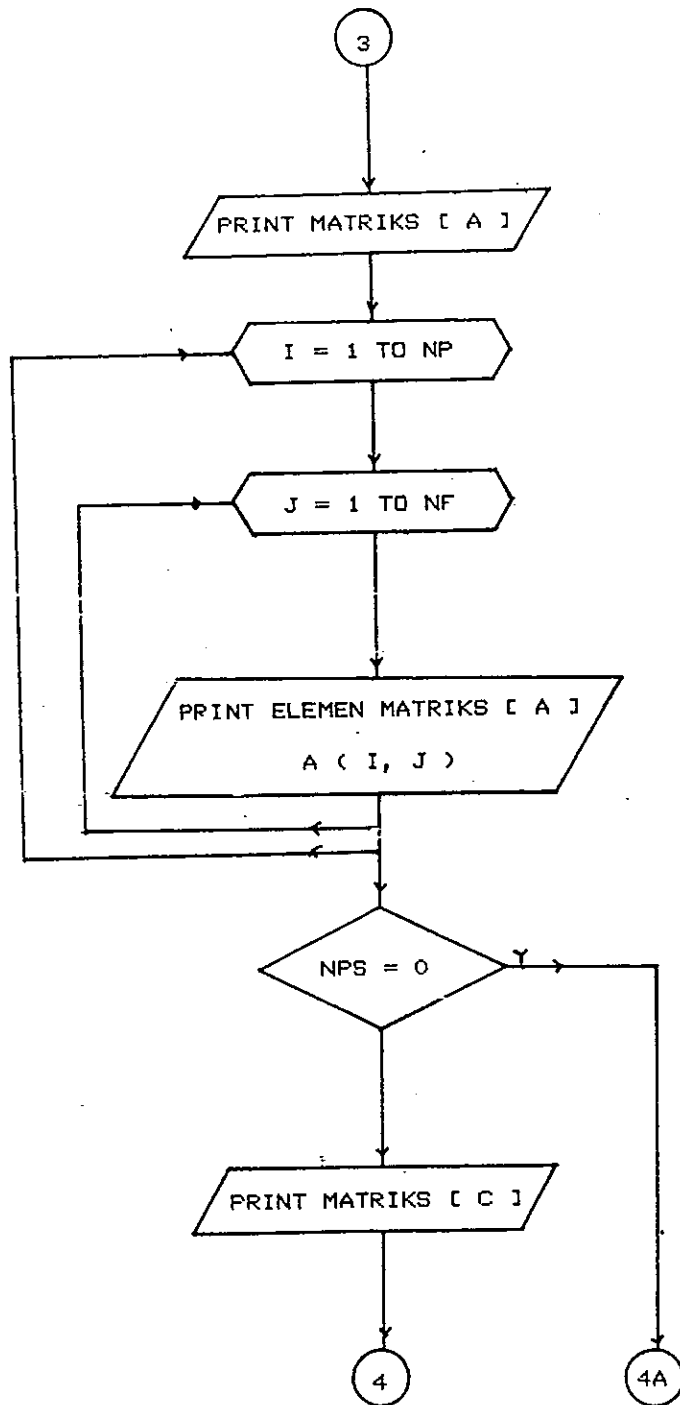 3
PRINT MATRIKS [ A ]
I = 1 TO NP
J = 1 TO NF
PRINT ELEMEN MATRIKS [ A ]
A ( I, J )
NPS = 0
Y
PRINT MATRIKS [ C ]
4
4A